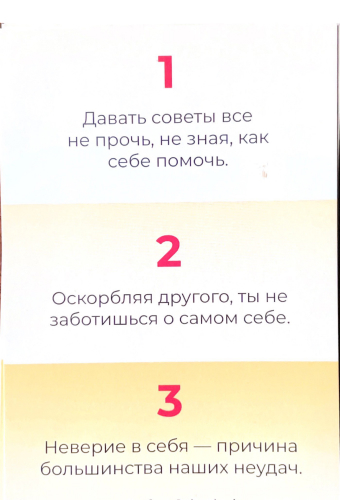 1
Давать советы все
не прочь, не зная, как
себе помочь.
2
Оскорбляя другого, ты не
заботишься о самом себе.
3
Неверие в себя — причина
большинства наших неудач.